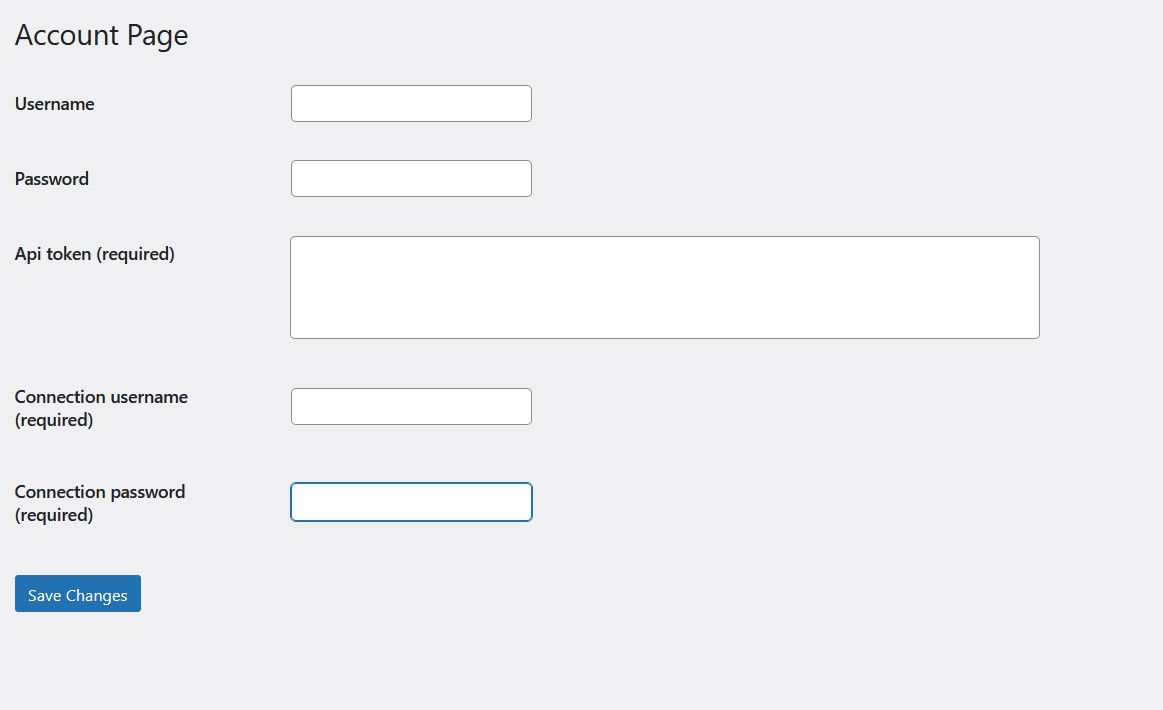 Account Page
Username
Password
Api token (required)
Connection username
(required)
Connection password
(required)
Save Changes